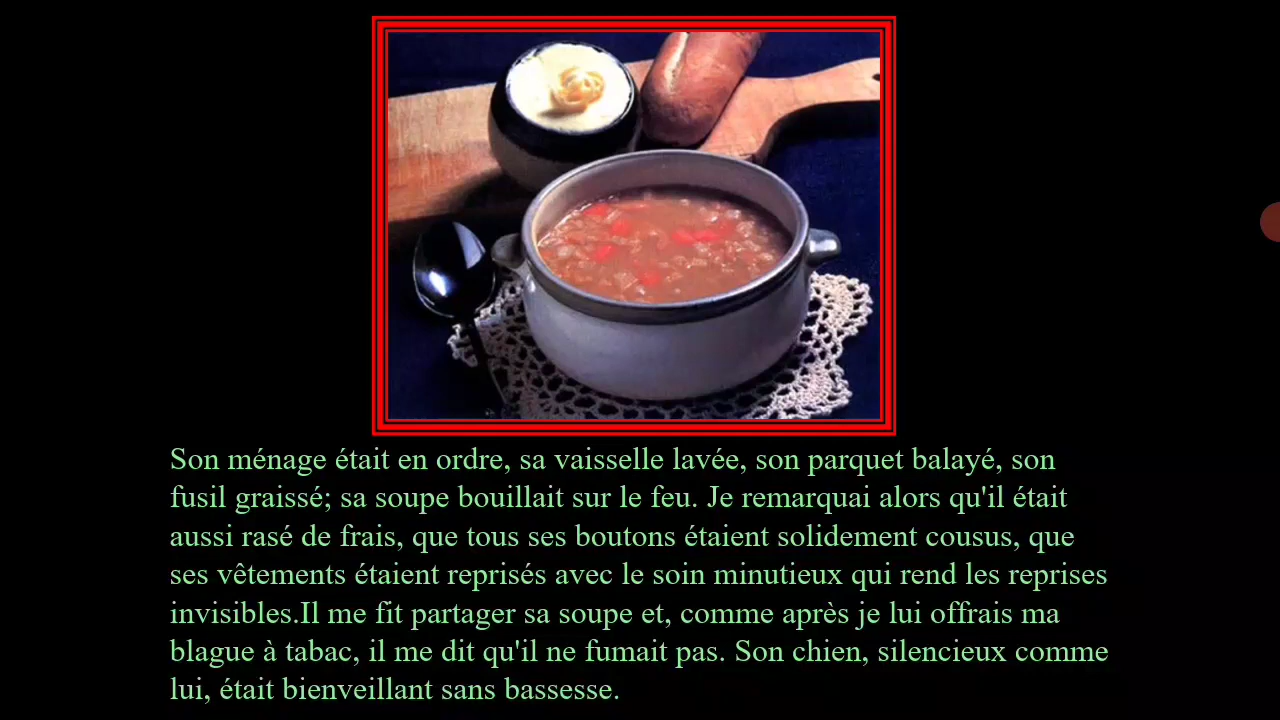 Son ménage était en ordre, sa vaisselle lavée, son parquet balayé, son
fusil graissé; sa soupe bouillait sur le feu. Je remarquai alors qu'il était
aussi rasé de frais, que tous ses boutons étaient solidement cousus, que
ses vêtements étaient reprisés avec le soin minutieux qui rend les reprises
invisibles.Il me fit partager sa soupe et, comme après je lui offrais ma
blague à tabac, il me dit qu'il ne fumait pas. Son chien, silencieux comme
lui, était bienveillant sans bassesse.